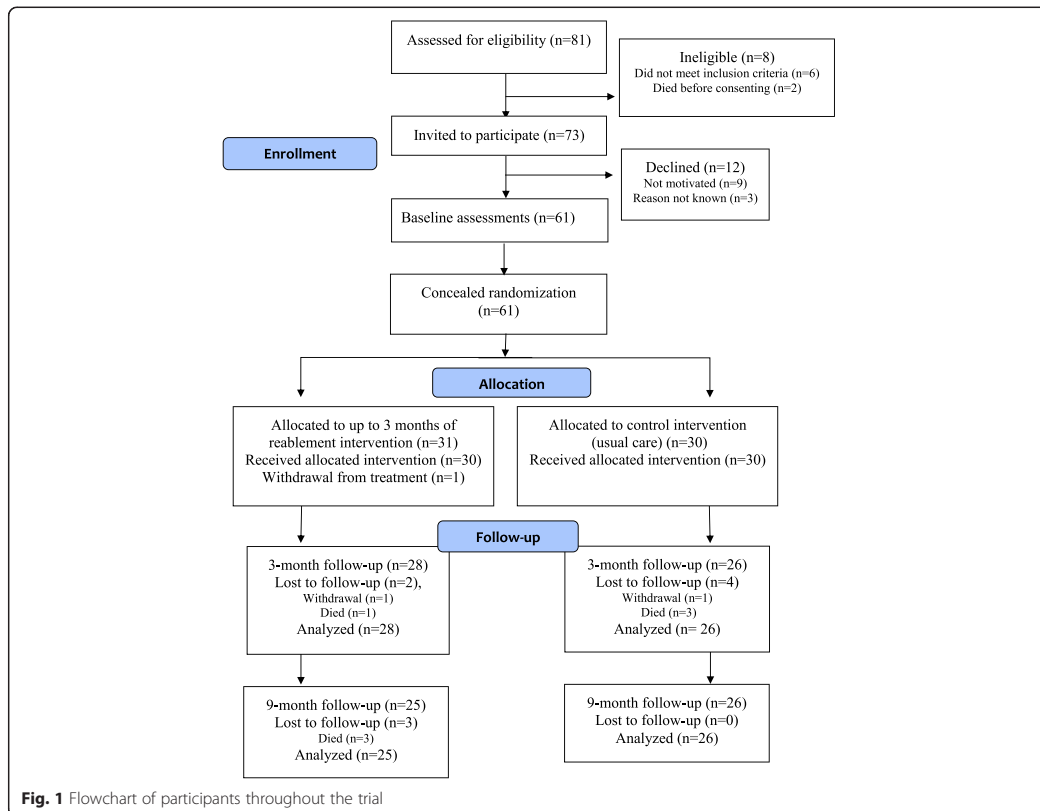 Assessed for eligibility (n=81)
Ineligible (n=8)
Did not meet inclusion criteria (n=6)
Died before consenting (n=2)
Invited to participate (n=73)
Enrollment
Declined (n=12)
Not motivated (n=9)
Reason not known (n=3)
Baseline assessments (n=61)
Concealed randomization
(n=61)
Allocation
Allocated to up to 3 months of
reablement intervention (n=31)
Received allocated intervention (n=30)
Withdrawal from treatment (n=1)
Allocated to control intervention
(usual care) (n=30)
Received allocated intervention (n=30)
Follow-up
3-month follow-up (n=28)
Lost to follow-up (n=2),
Withdrawal (n=1)
Died (n=1)
Analyzed (n=28)
3-month follow-up (n=26)
Lost to follow-up (n=4)
Withdrawal (n=1)
Died (n=3)
Analyzed (n= 26)
9-month follow-up (n=25)
Lost to follow-up (n=3)
Died (n=3)
Analyzed (n=25)
9-month follow-up (n=26)
Lost to follow-up (n=0)
Analyzed (n=26)
Fig. 1 Flowchart of participants throughout the trial